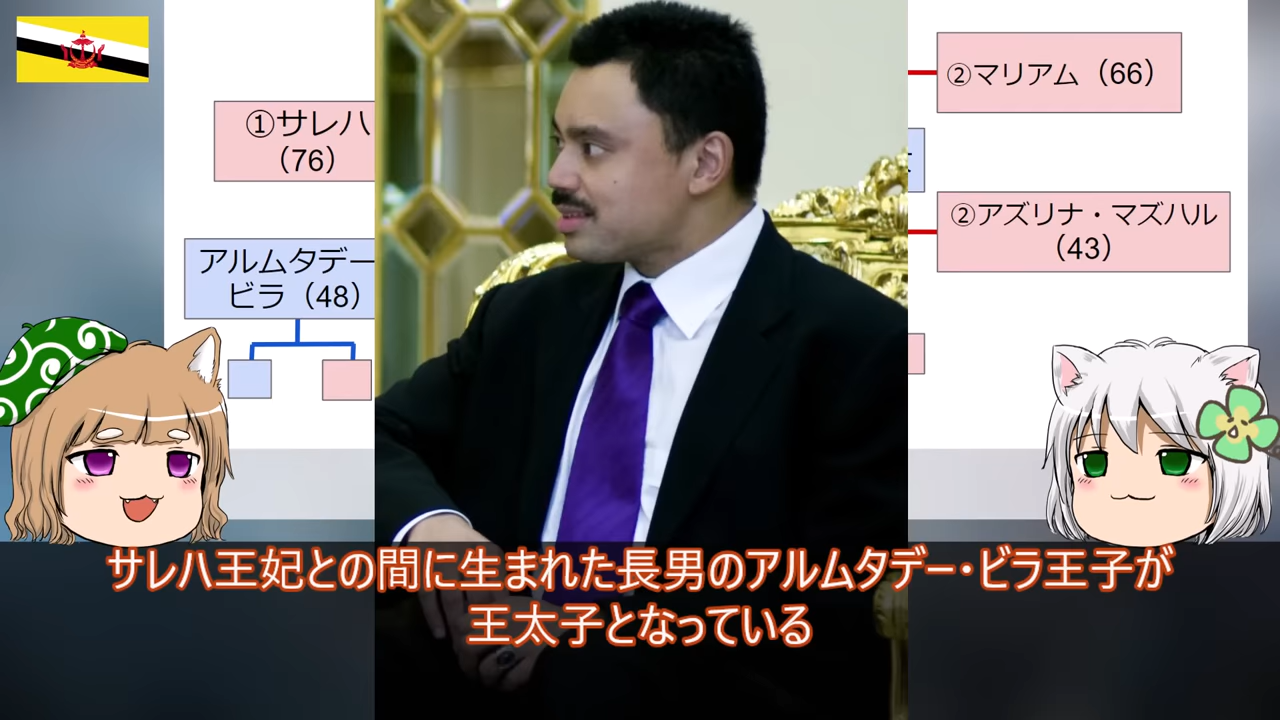 ①サレハ
（76）
アルムタデー
ビラ（48）
②マリアム（66）
②アズリナ・マズハル
（43）
サレハ王妃との間に生まれた長男のアルムタデー・ビラ王子が
王太子となっている